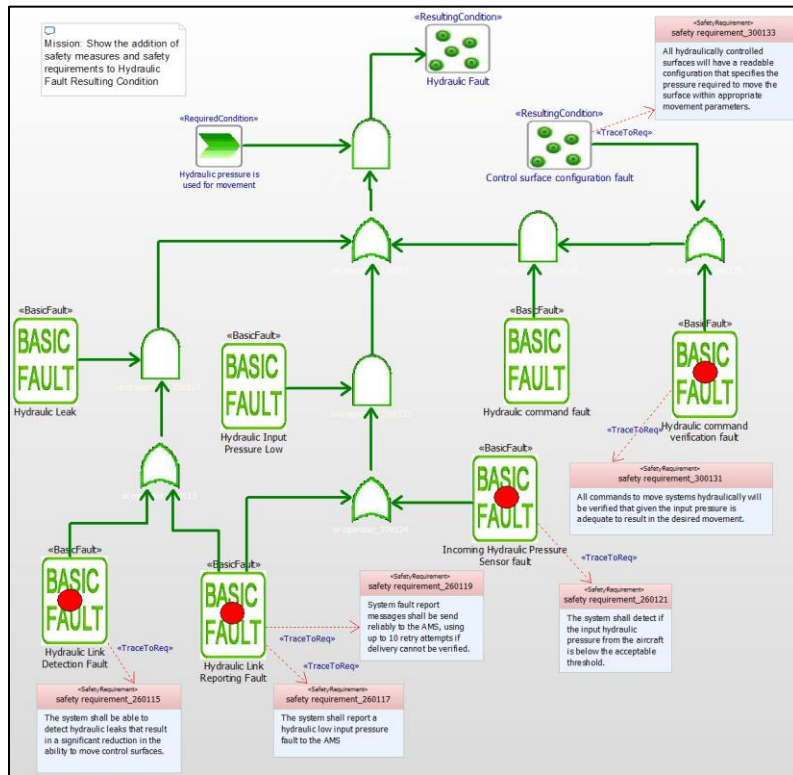 Mission: Show the addition of
safety measures and safety
requirements to Hydraulic
Fault Resulting Condition
«ResultingCondition»
Hydraulic Fault
«SafetyRequirement»
safety requirement_300133
All hydraulically controlled
surfaces will have a readable
configuration that specifies the
pressure required to move the
surface within appropriate
movement parameters.
«RequiredCondition»
Hydraulic pressure is
used for movement
«ResultingCondition»
«TraceToReq»
Control surface configuration fault
«BasicFault»
BASIC
FAULT
Hydraulic Leak
«BasicFault»
BASIC
FAULT
Hydraulic Input
Pressure Low
«BasicFault»
BASIC
FAULT
Hydraulic command fault
«BasicFault»
BASIC
FAULT
Hydraulic command
verification fault
«TraceToReq»
«SafetyRequirement»
safety requirement_300131
All commands to move systems hydraulically will
be verified that given the input pressure is
adequate to result in the desired movement.
«BasicFault»
BASIC
FAULT
Incoming Hydraulic Pressure
Sensor fault
«TraceToReq»
«SafetyRequirement»
safety requirement_260121
The system shall detect if
the input hydraulic
pressure from the aircraft is
below the acceptable
threshold.
«BasicFault»
BASIC
FAULT
Hydraulic Link
Detection Fault
«TraceToReq»
«SafetyRequirement»
safety requirement_260115
The system shall be able to
detect hydraulic leaks that result
in a significant reduction in the
ability to move control surfaces.
«BasicFault»
BASIC
FAULT
Hydraulic Link
Reporting Fault
«TraceToReq»
«SafetyRequirement»
safety requirement_260119
System fault report
messages shall be send
reliably to the AMS, using
up to 10 retry attempts if
delivery cannot be verified.
«TraceToReq»
«SafetyRequirement»
safety requirement_260117
The system shall report a
hydraulic low input pressure
fault to the AMS